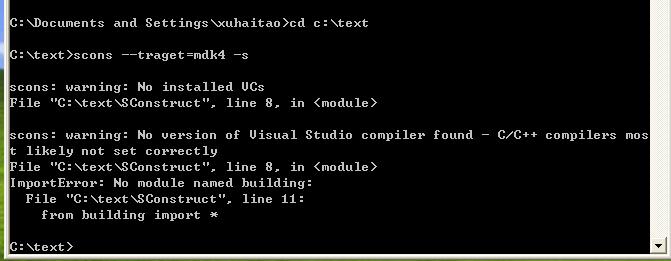 C:\Documents and Settings\xuhaitao>cd c:\text
C:\text>scons --traget=mdk4 -s
scons: warning: No installed VCs
File "C:\text\SConstruct", line 8, in <module>
scons: warning: No version of Visual Studio compiler found - C/C++ compilers mos
t likely not set correctly
File "C:\text\SConstruct", line 8, in <module>
ImportError: No module named building:
  File "C:\text\SConstruct", line 11:
    from building import *
C:\text>